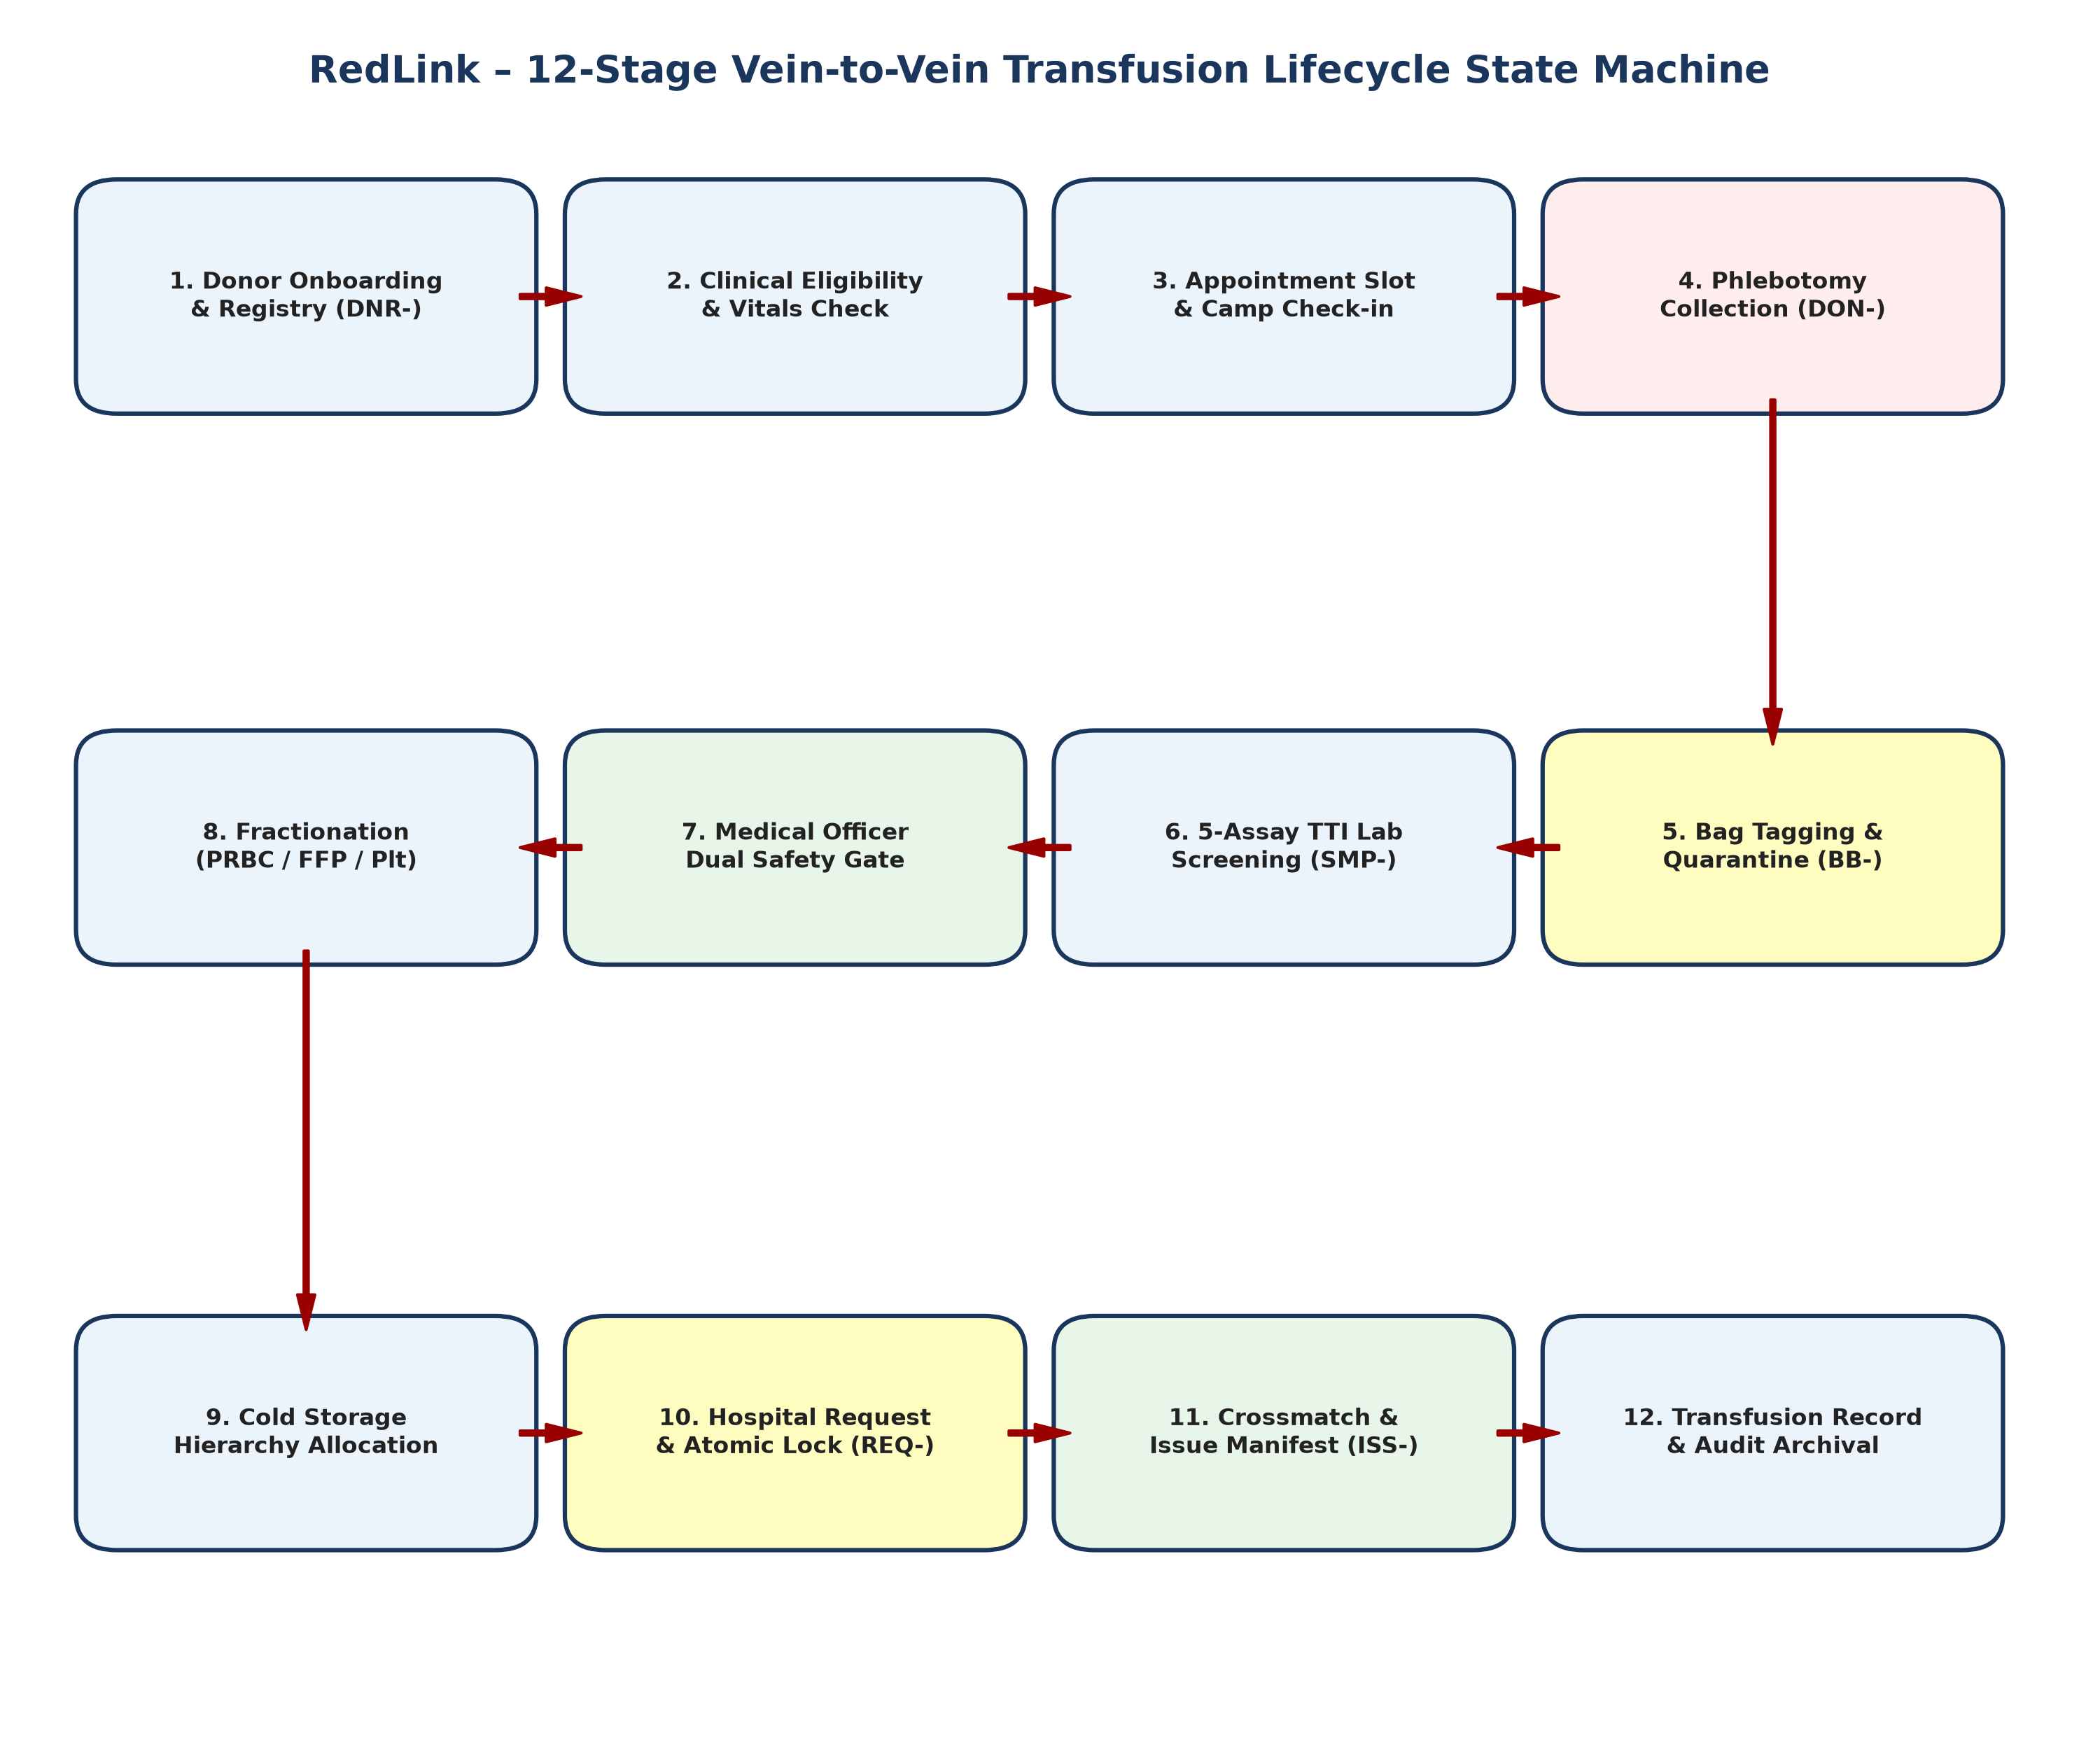 RedLink – 12-Stage Vein-to-Vein Transfusion Lifecycle State Machine
1. Donor Onboarding
& Registry (DNR-)
2. Clinical Eligibility
& Vitals Check
3. Appointment Slot
& Camp Check-in
4. Phlebotomy
Collection (DON-)
5. Bag Tagging &
Quarantine (BB-)
6. 5-Assay TTI Lab
Screening (SMP-)
7. Medical Officer
Dual Safety Gate
8. Fractionation
(PRBC / FFP / Plt)
9. Cold Storage
Hierarchy Allocation
10. Hospital Request
& Atomic Lock (REQ-)
11. Crossmatch &
Issue Manifest (ISS-)
12. Transfusion Record
& Audit Archival